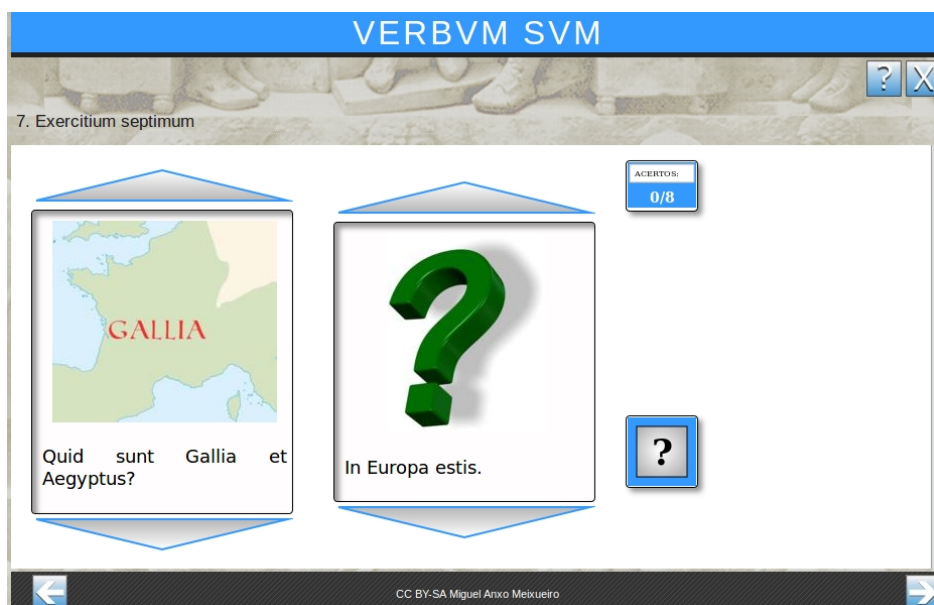 VERBVM SVM
? X
7. Exercitium septimum
ACERTOS:
0/8
GALLIA
Quid sunt Gallia et
Aegyptus?
?
In Europa estis.
?
CC BY-SA Miguel Anxo Meixueiro